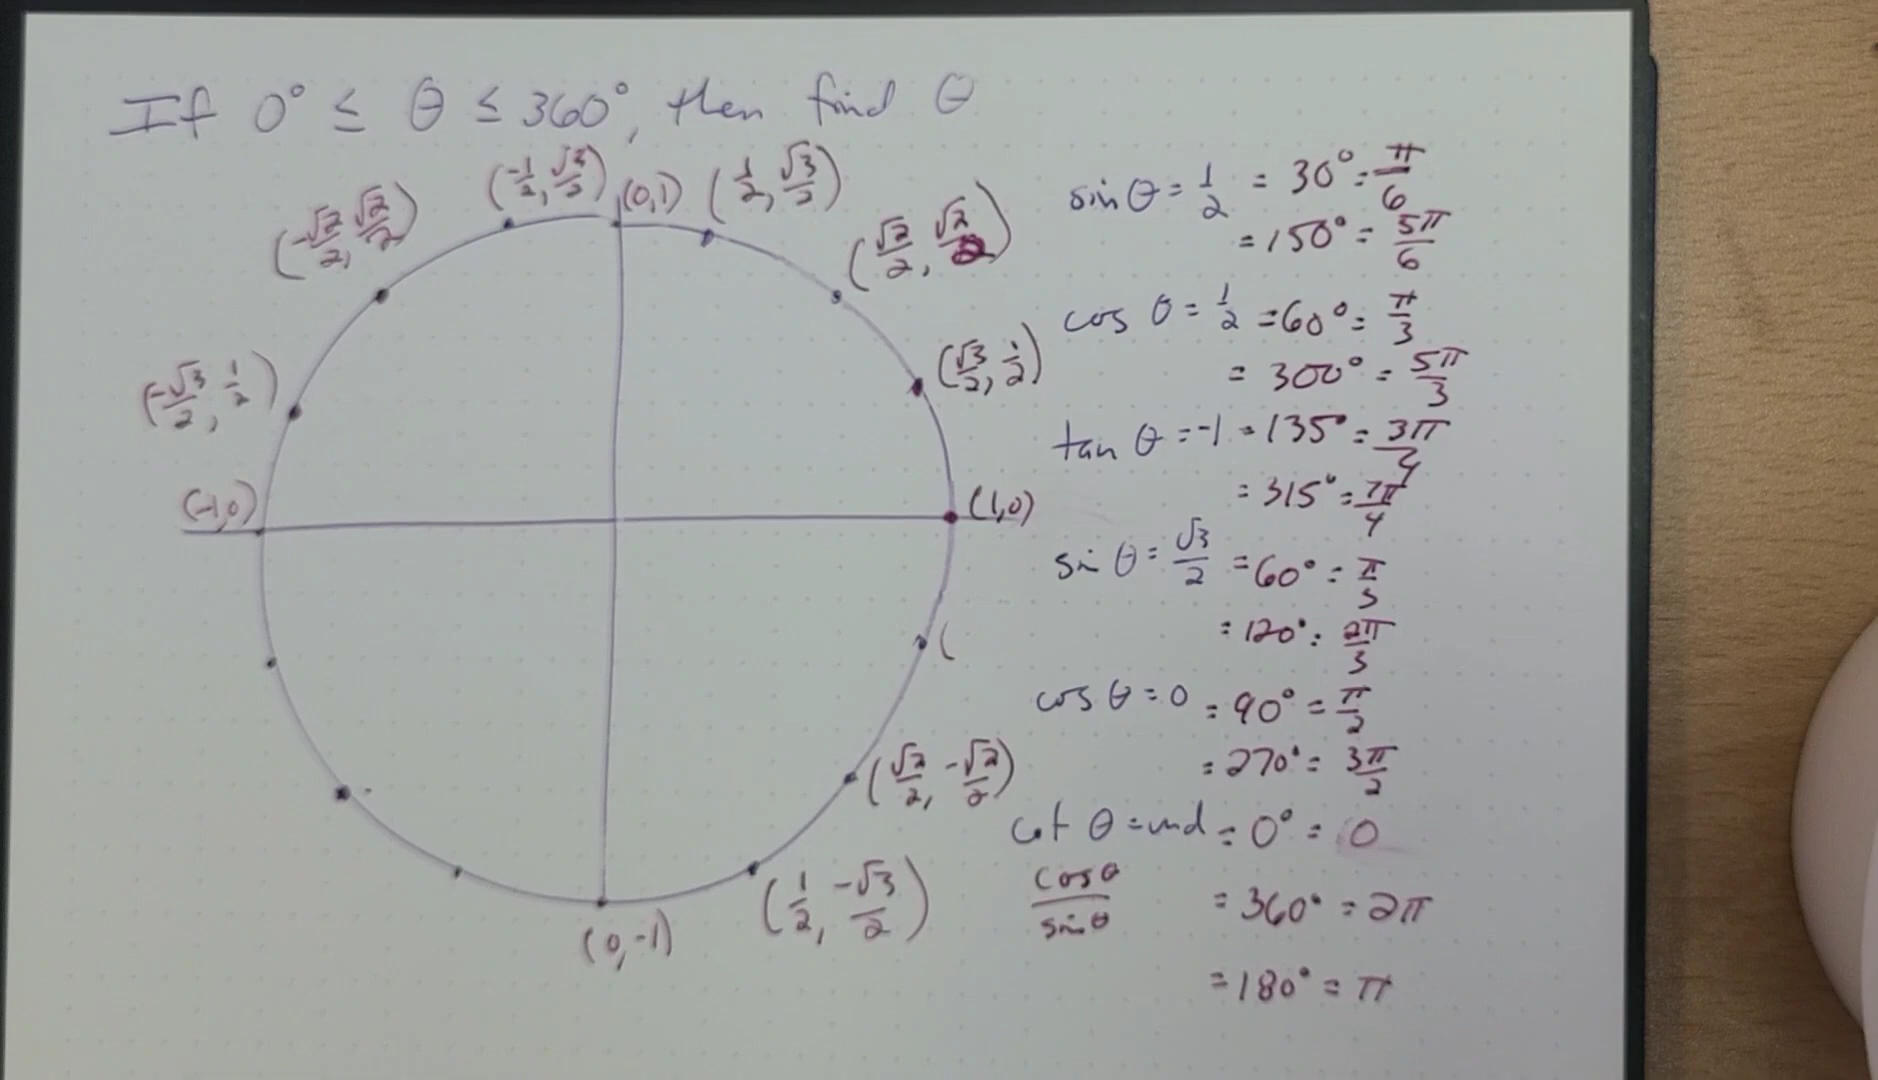 If 0° ≤ θ ≤ 360°, then find θ
(-1/2, √3/2) (0,1) (1/2, √3/2)
(-√2/2, √2/2) (√2/2, √2/2)
(-√3/2, 1/2) (√3/2, 1/2)
(-1,0) (1,0)
(
(√2/2, -√2/2)
(1/2, -√3/2)
(0,-1)
sin θ = 1/2 = 30° = π/6
= 150° = 5π/6
cos θ = 1/2 = 60° = π/3
= 300° = 5π/3
tan θ = -1 = 135° = 3π/4
= 315° = 7π/4
sin θ = √3/2 = 60° = π/3
= 120° = 2π/3
cos θ = 0 = 90° = π/2
= 270° = 3π/2
cot θ = und = 0° = 0
cosθ/sinθ = 360° = 2π
= 180° = π